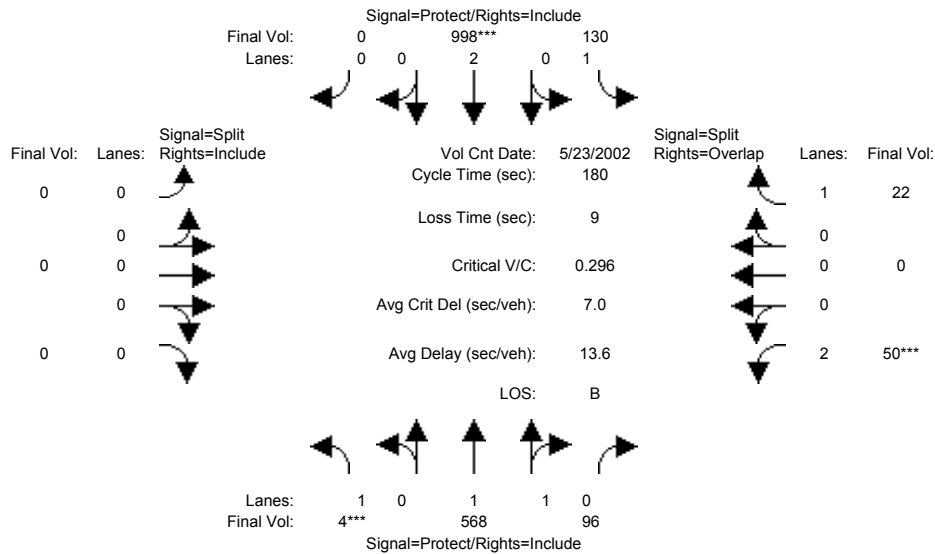 Signal=Protect/Rights=Include
Final Vol: 0 998*** 130
Lanes: 0 0 2 0 1
Signal=Split Signal=Split
Final Vol: Lanes: Rights=Include Vol Cnt Date: 5/23/2002 Rights=Overlap Lanes: Final Vol:
Cycle Time (sec): 180
0 0 1 22
Loss Time (sec): 9
0 0
0 0 Critical V/C: 0.296 0 0
0 Avg Crit Del (sec/veh): 7.0 0
0 0 Avg Delay (sec/veh): 13.6 2 50***
LOS: B
Lanes: 1 0 1 1 0
Final Vol: 4*** 568 96
Signal=Protect/Rights=Include